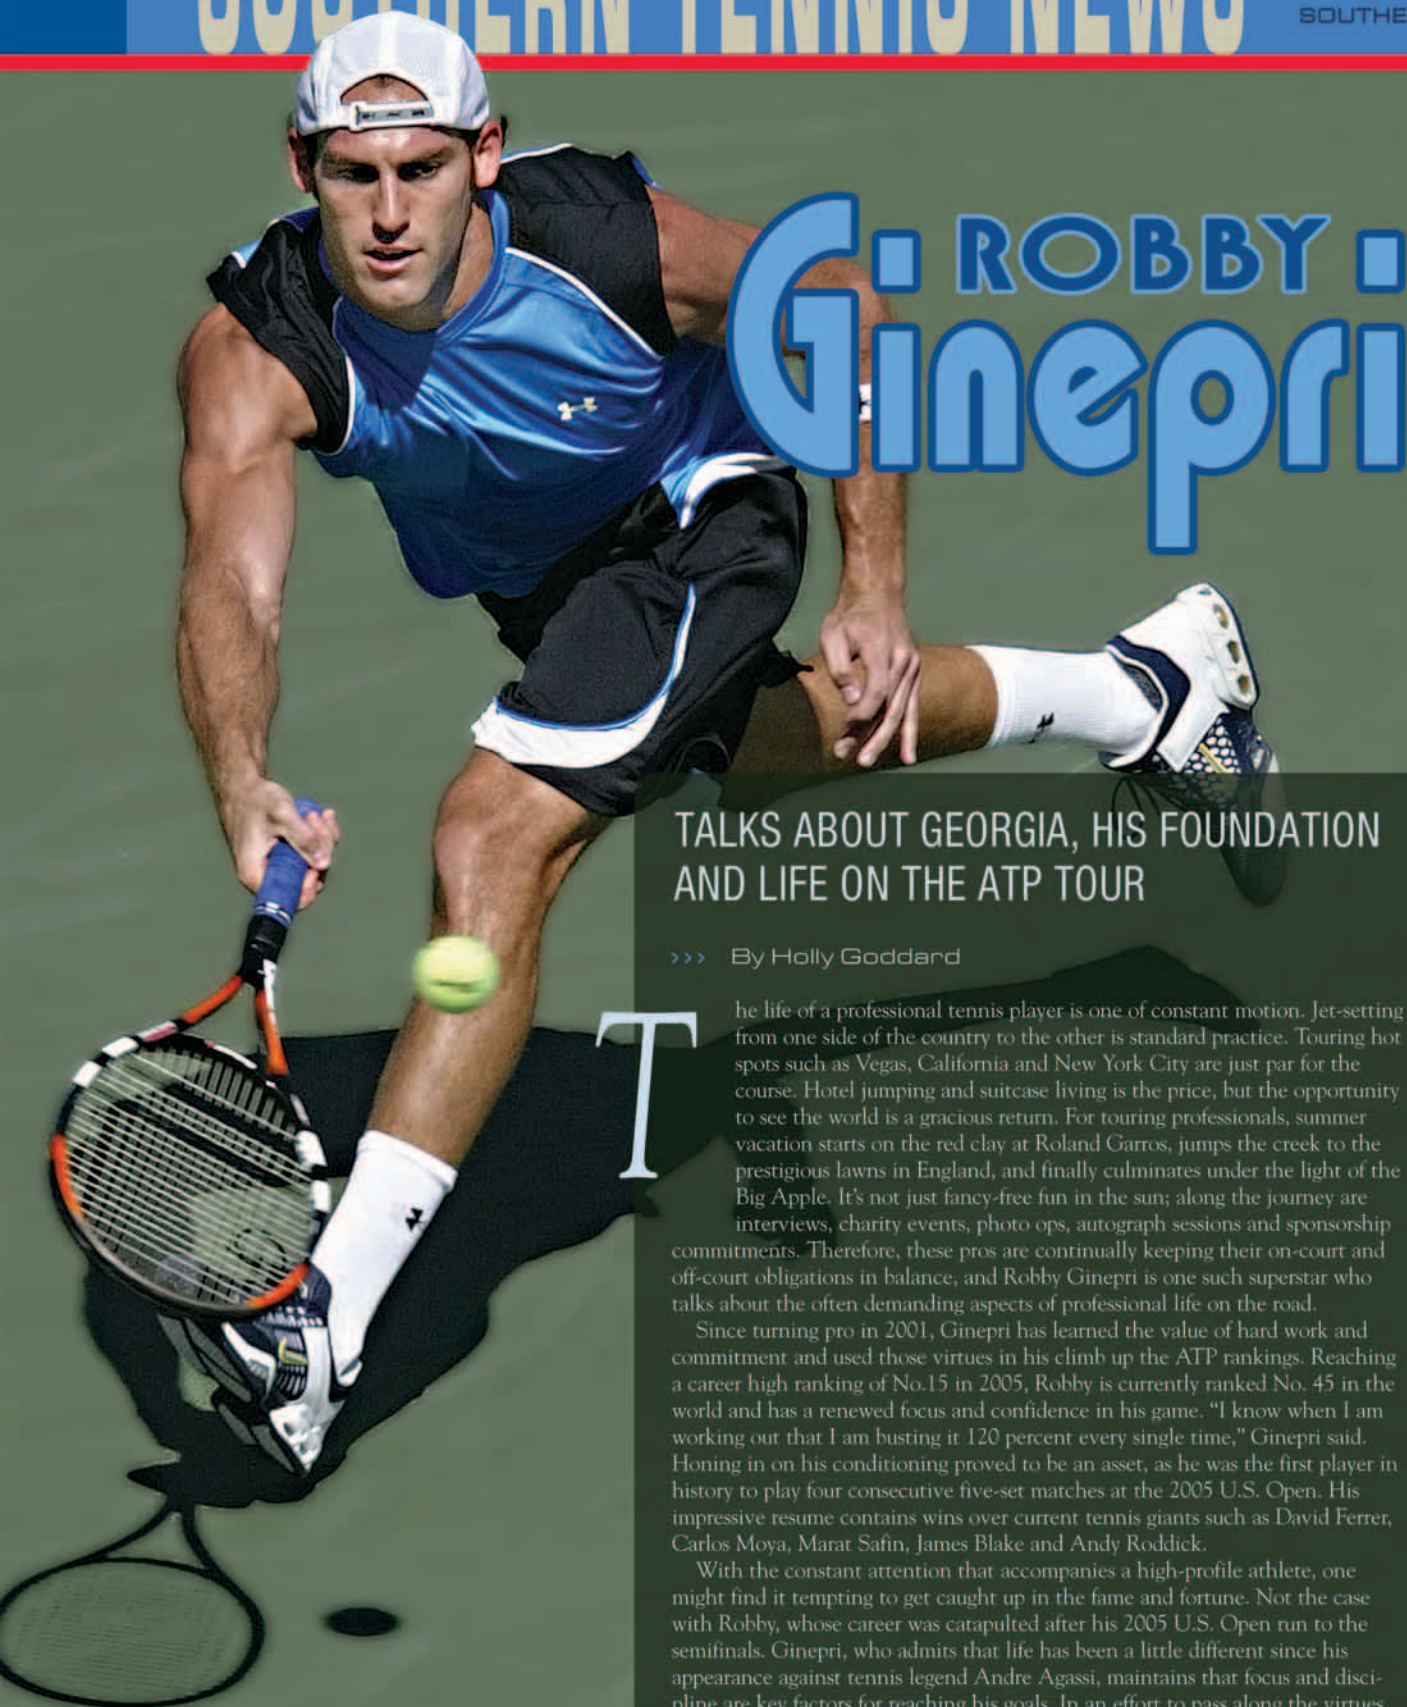 SOUTHERN TENNIS NEWS
SOUTHE
ROBBY
Ginepri
TALKS ABOUT GEORGIA, HIS FOUNDATION
AND LIFE ON THE ATP TOUR
››› By Holly Goddard
The life of a professional tennis player is one of constant motion. Jet-setting
from one side of the country to the other is standard practice. Touring hot
spots such as Vegas, California and New York City are just par for the
course. Hotel jumping and suitcase living is the price, but the opportunity
to see the world is a gracious return. For touring professionals, summer
vacation starts on the red clay at Roland Garros, jumps the creek to the
prestigious lawns in England, and finally culminates under the light of the
Big Apple. It’s not just fancy-free fun in the sun; along the journey are
interviews, charity events, photo ops, autograph sessions and sponsorship
commitments. Therefore, these pros are continually keeping their on-court and
off-court obligations in balance, and Robby Ginepri is one such superstar who
talks about the often demanding aspects of professional life on the road.
Since turning pro in 2001, Ginepri has learned the value of hard work and
commitment and used those virtues in his climb up the ATP rankings. Reaching
a career high ranking of No.15 in 2005, Robby is currently ranked No. 45 in the
world and has a renewed focus and confidence in his game. “I know when I am
working out that I am busting it 120 percent every single time,” Ginepri said.
Honing in on his conditioning proved to be an asset, as he was the first player in
history to play four consecutive five-set matches at the 2005 U.S. Open. His
impressive resume contains wins over current tennis giants such as David Ferrer,
Carlos Moya, Marat Safin, James Blake and Andy Roddick.
With the constant attention that accompanies a high-profile athlete, one
might find it tempting to get caught up in the fame and fortune. Not the case
with Robby, whose career was catapulted after his 2005 U.S. Open run to the
semifinals. Ginepri, who admits that life has been a little different since his
appearance against tennis legend Andre Agassi, maintains that focus and disci-
pline are key factors for reaching his goals. In an effort to pass along the virtues